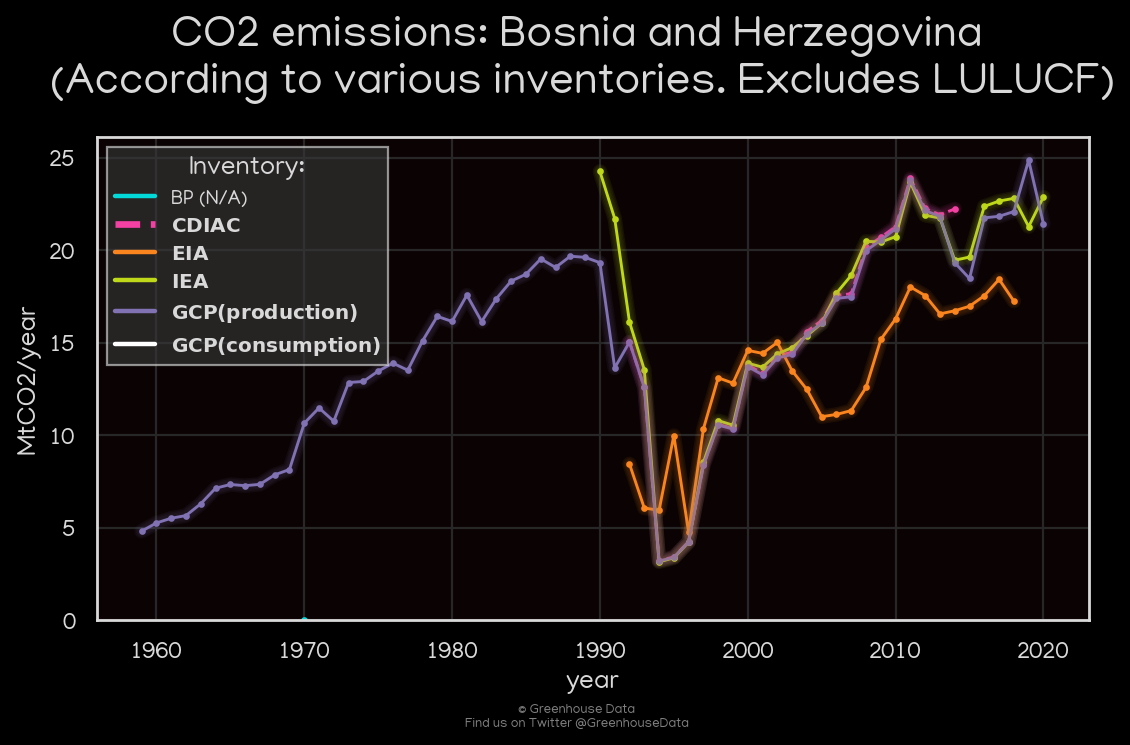 CO2 emissions: Bosnia and Herzegovina
(According to various inventories. Excludes LULUCF)
Inventory:
BP (N/A)
CDIAC
EIA
IEA
GCP(production)
GCP(consumption)
MtCO2/year
25
20
15
10
5
0
1960 1970 1980 1990 2000 2010 2020
year
© Greenhouse Data
Find us on Twitter @GreenhouseData